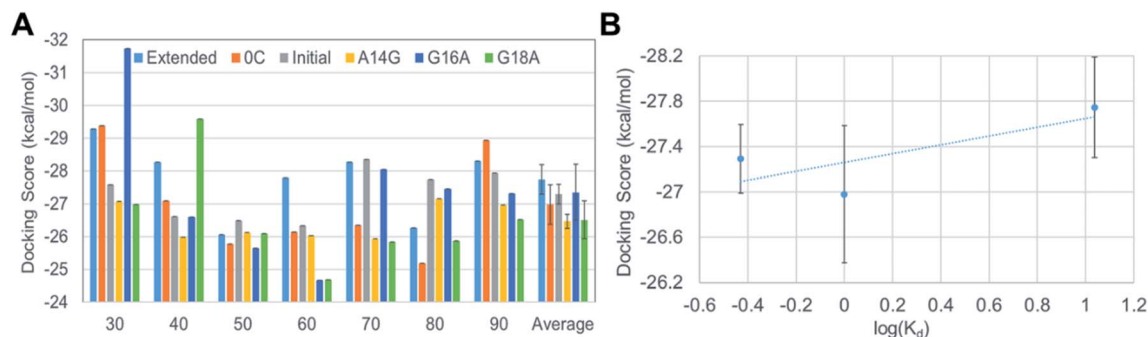 A
Docking Score (kcal/mol)
-32
-31
-30
-29
-28
-27
-26
-25
-24
Extended 0C Initial A14G G16A G18A
30 40 50 60 70 80 90 Average
B
Docking Score (kcal/mol)
-28.2
-27.8
-27.4
-27
-26.6
-26.2
-0.6 -0.4 -0.2 0 0.2 0.4 0.6 0.8 1 1.2
log(Kd)